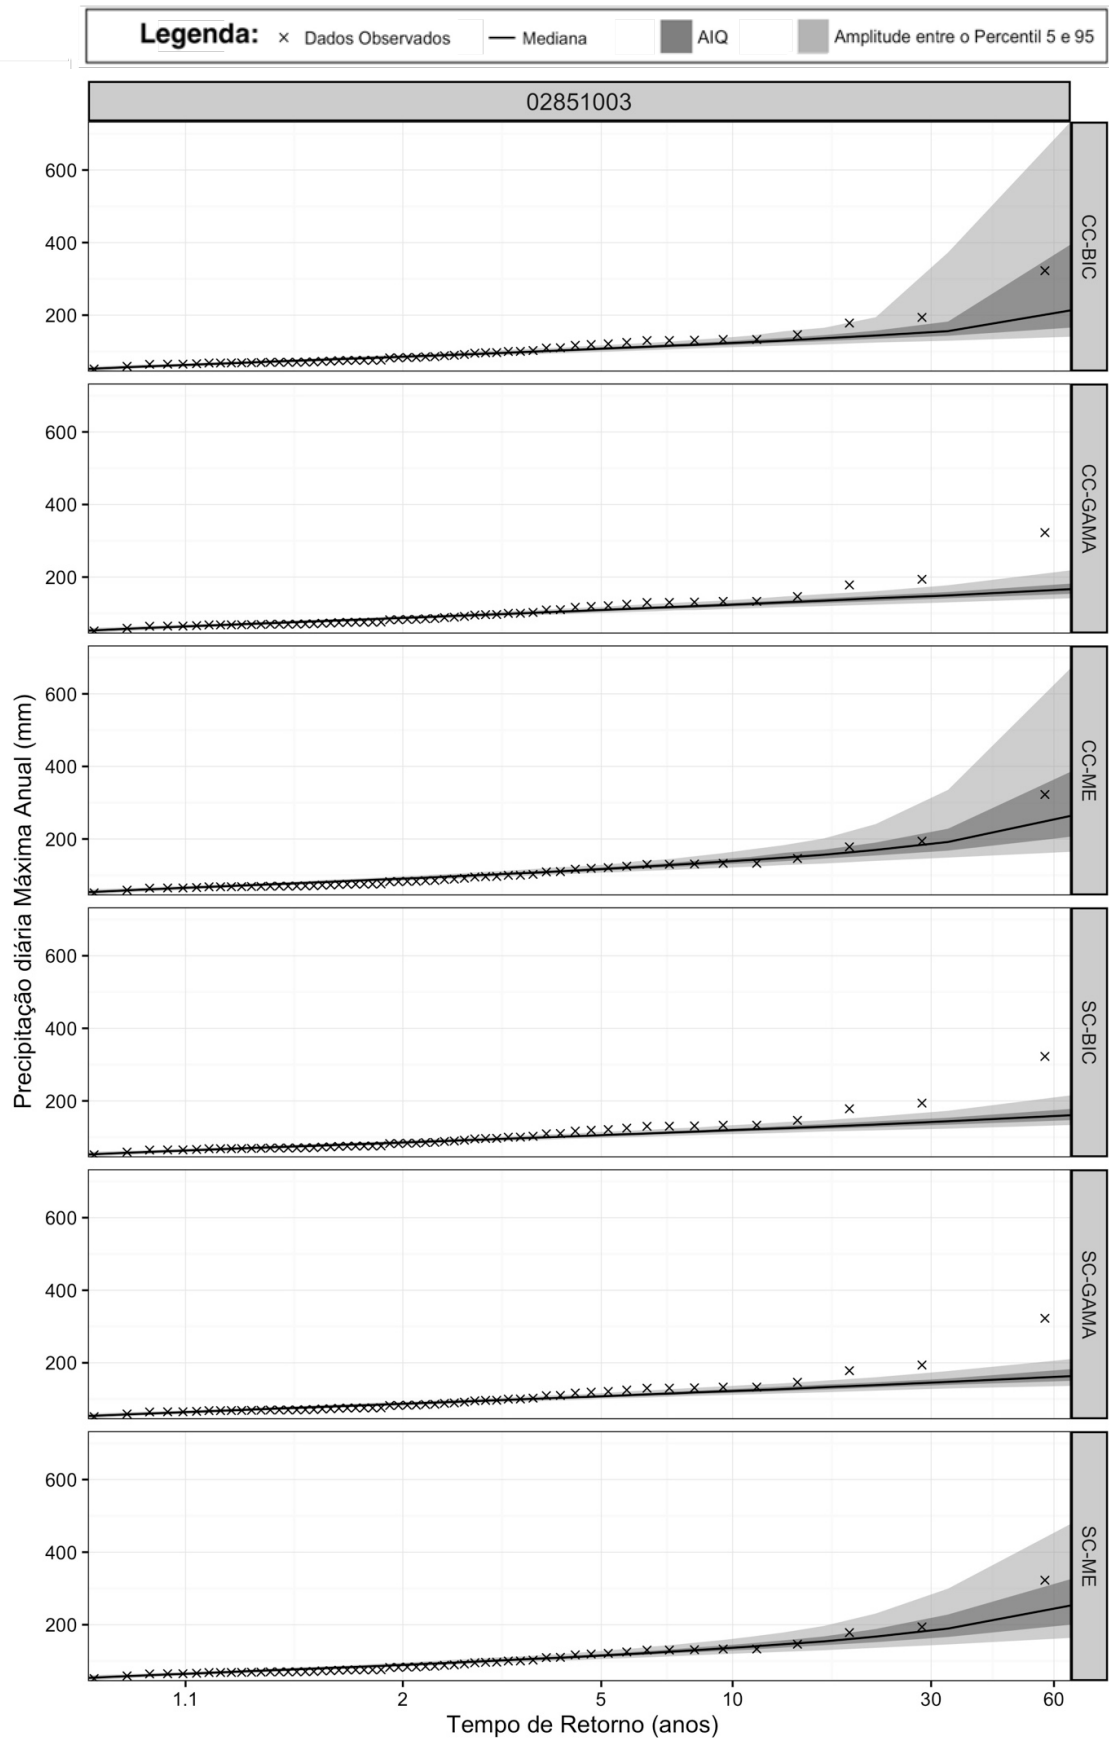 Legenda: × Dados Observados — Mediana AIQ Amplitude entre o Percentil 5 e 95
02851003
600
400
200
CC-BIC
600
400
200
CC-GAMA
600
400
200
CC-ME
Precipitação diária Máxima Anual (mm)
600
400
200
SC-BIC
600
400
200
SC-GAMA
600
400
200
SC-ME
1.1 2 5 10 30 60
Tempo de Retorno (anos)